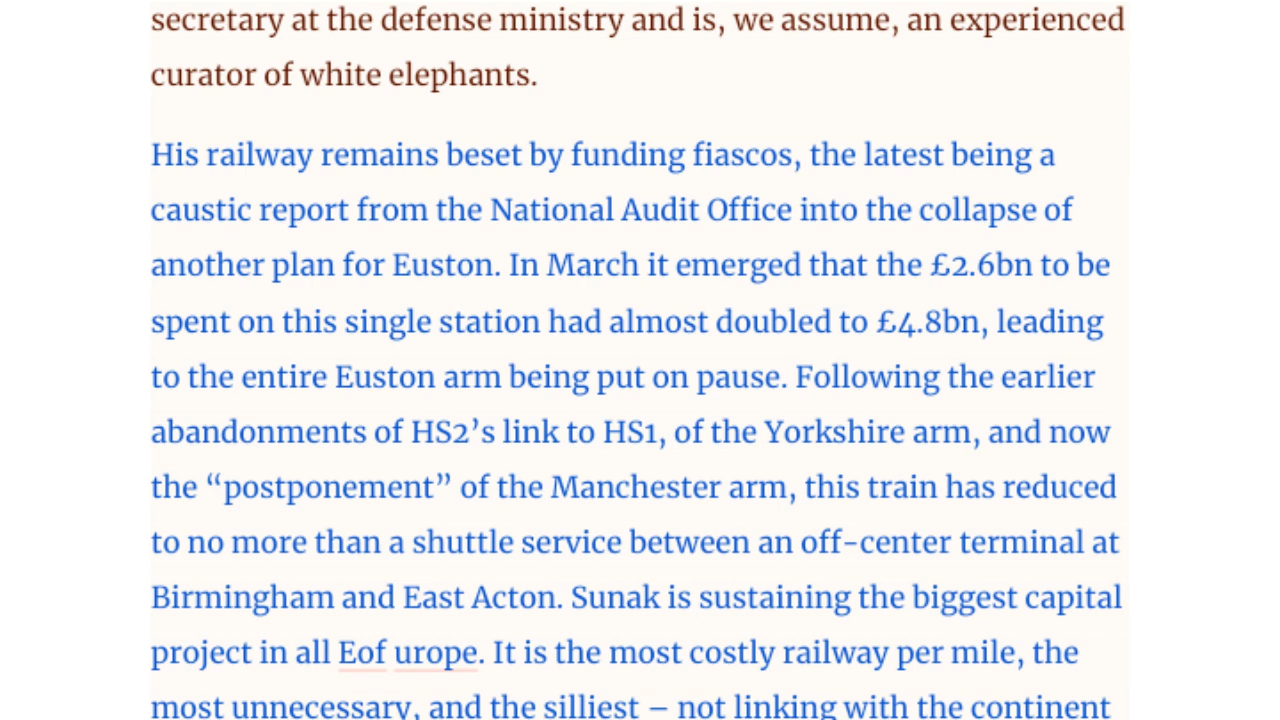 secretary at the defense ministry and is, we assume, an experienced
curator of white elephants.
His railway remains beset by funding fiascos, the latest being a
caustic report from the National Audit Office into the collapse of
another plan for Euston. In March it emerged that the £2.6bn to be
spent on this single station had almost doubled to £4.8bn, leading
to the entire Euston arm being put on pause. Following the earlier
abandonments of HS2’s link to HS1, of the Yorkshire arm, and now
the “postponement” of the Manchester arm, this train has reduced
to no more than a shuttle service between an off-center terminal at
Birmingham and East Acton. Sunak is sustaining the biggest capital
project in all Eof urope. It is the most costly railway per mile, the
most unnecessary, and the silliest – not linking with the continent